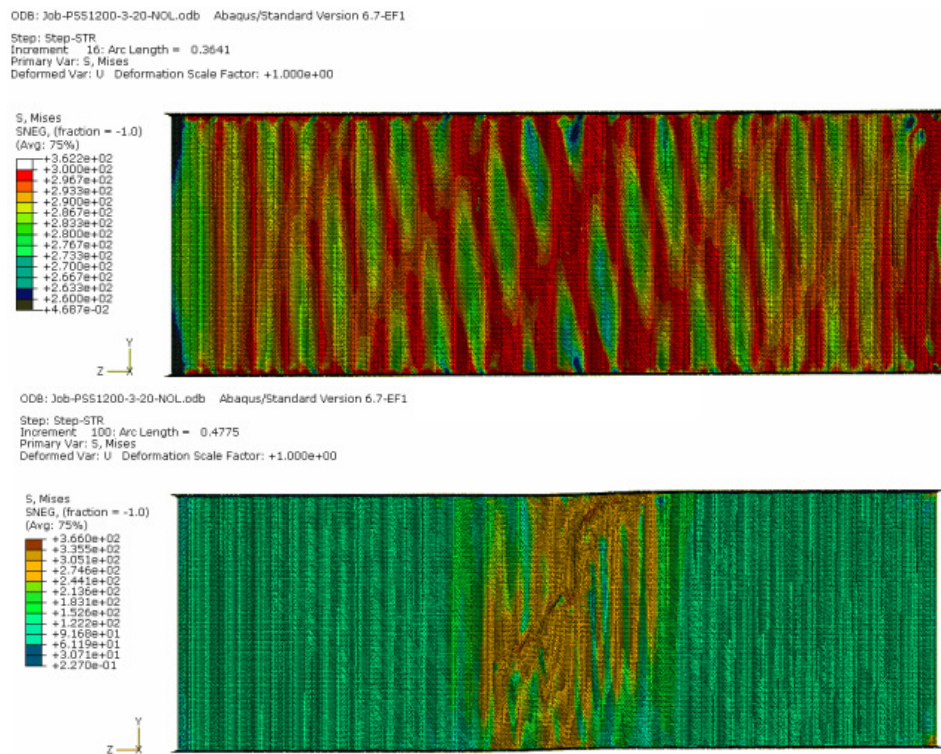 ODB: Job-PSS1200-3-20-NOL.odb Abaqus/Standard Version 6.7-EF1
Step: Step-STR
Increment 16: Arc Length = 0.3641
Primary Var: S, Mises
Deformed Var: U Deformation Scale Factor: +1.000e+00
S, Mises
SNEG, (fraction = -1.0)
(Avg: 75%)
+3.622e+02
+3.000e+02
+2.967e+02
+2.933e+02
+2.900e+02
+2.867e+02
+2.833e+02
+2.800e+02
+2.767e+02
+2.733e+02
+2.700e+02
+2.667e+02
+2.633e+02
+2.600e+02
+4.687e-02
Y
Z X
ODB: Job-PSS1200-3-20-NOL.odb Abaqus/Standard Version 6.7-EF1
Step: Step-STR
Increment 100: Arc Length = 0.4775
Primary Var: S, Mises
Deformed Var: U Deformation Scale Factor: +1.000e+00
S, Mises
SNEG, (fraction = -1.0)
(Avg: 75%)
+3.660e+02
+3.355e+02
+3.051e+02
+2.746e+02
+2.441e+02
+2.136e+02
+1.831e+02
+1.526e+02
+1.222e+02
+9.168e+01
+6.119e+01
+3.071e+01
+2.270e-01
Y
Z X